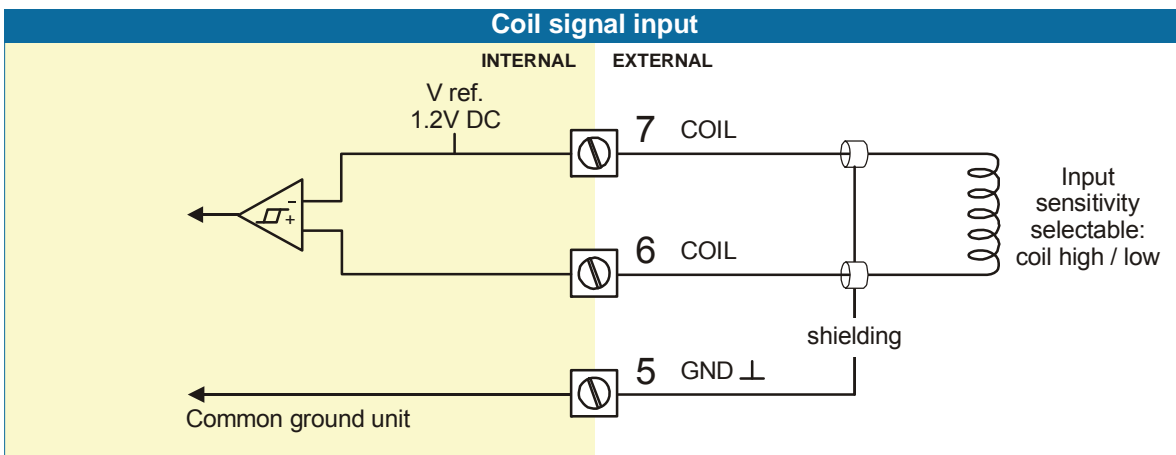 Coil signal input
INTERNAL
EXTERNAL
V ref.
1.2V DC
7 COIL
−
+
6 COIL
Input
sensitivity
selectable:
coil high / low
shielding
5 GND ⊥
Common ground unit